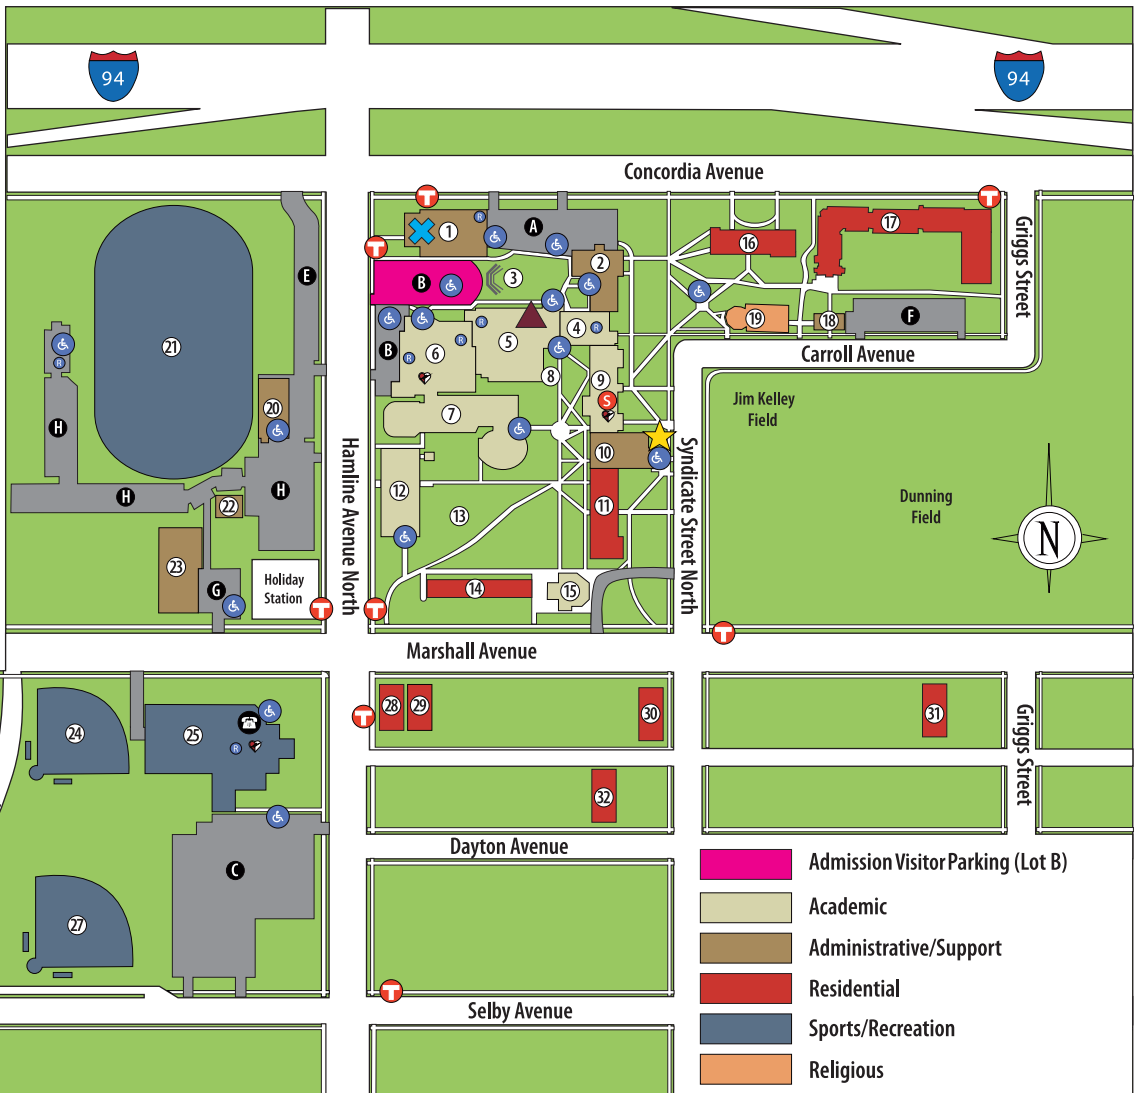 94
94
Concordia Avenue
T
T
T
1
R
A
16
17
Griggs Street
2
E
B
3
19
18
F
4
R
R
5
21
R
B
6
R
R
Carroll Avenue
8
9
Jim Kelley
Field
20
7
S
H
10
Hamline Avenue North
Syndicate Street North
12
H
H
22
11
13
Dunning
Field
N
23
Holiday
Station
G
14
15
T
T
T
Marshall Avenue
28
29
30
31
T
24
25
R
Griggs Street
32
Dayton Avenue
C
27
T
Selby Avenue
Admission Visitor Parking (Lot B)
Academic
Administrative/Support
Residential
Sports/Recreation
Religious